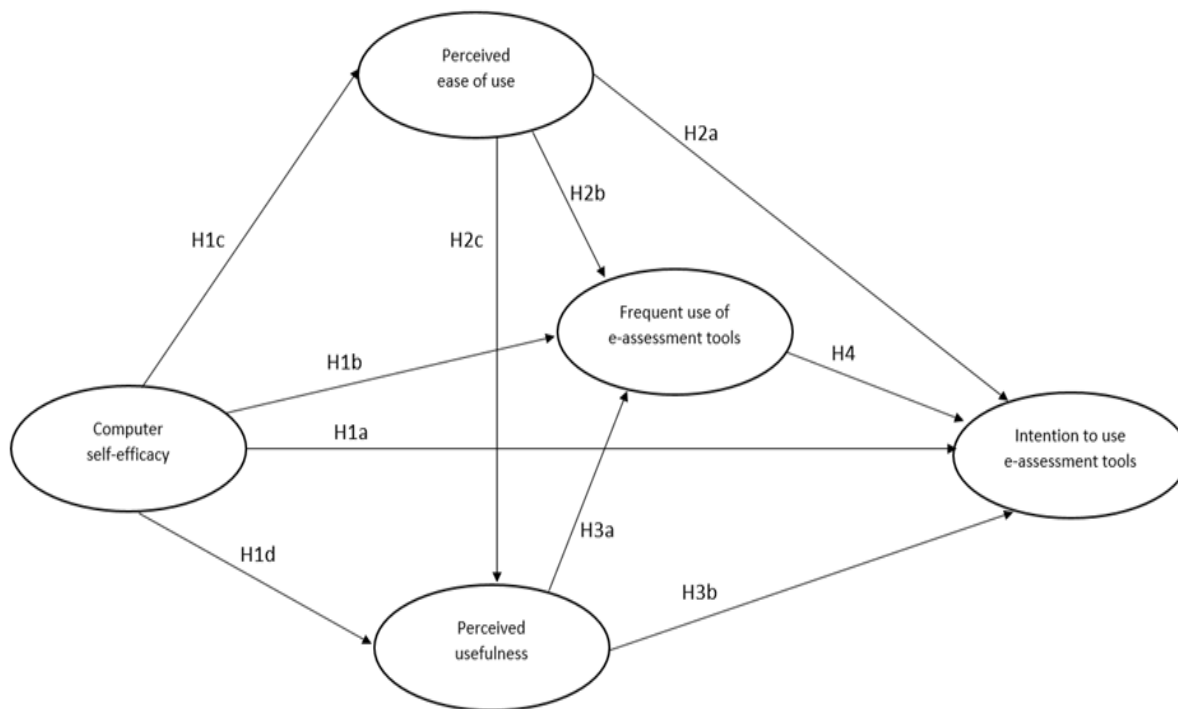 Perceived
ease of use
H2a
H2b
H1c
H2c
Frequent use of
e-assessment tools
H1b
H4
Computer
self-efficacy
H1a
Intention to use
e-assessment tools
H3a
H1d
H3b
Perceived
usefulness